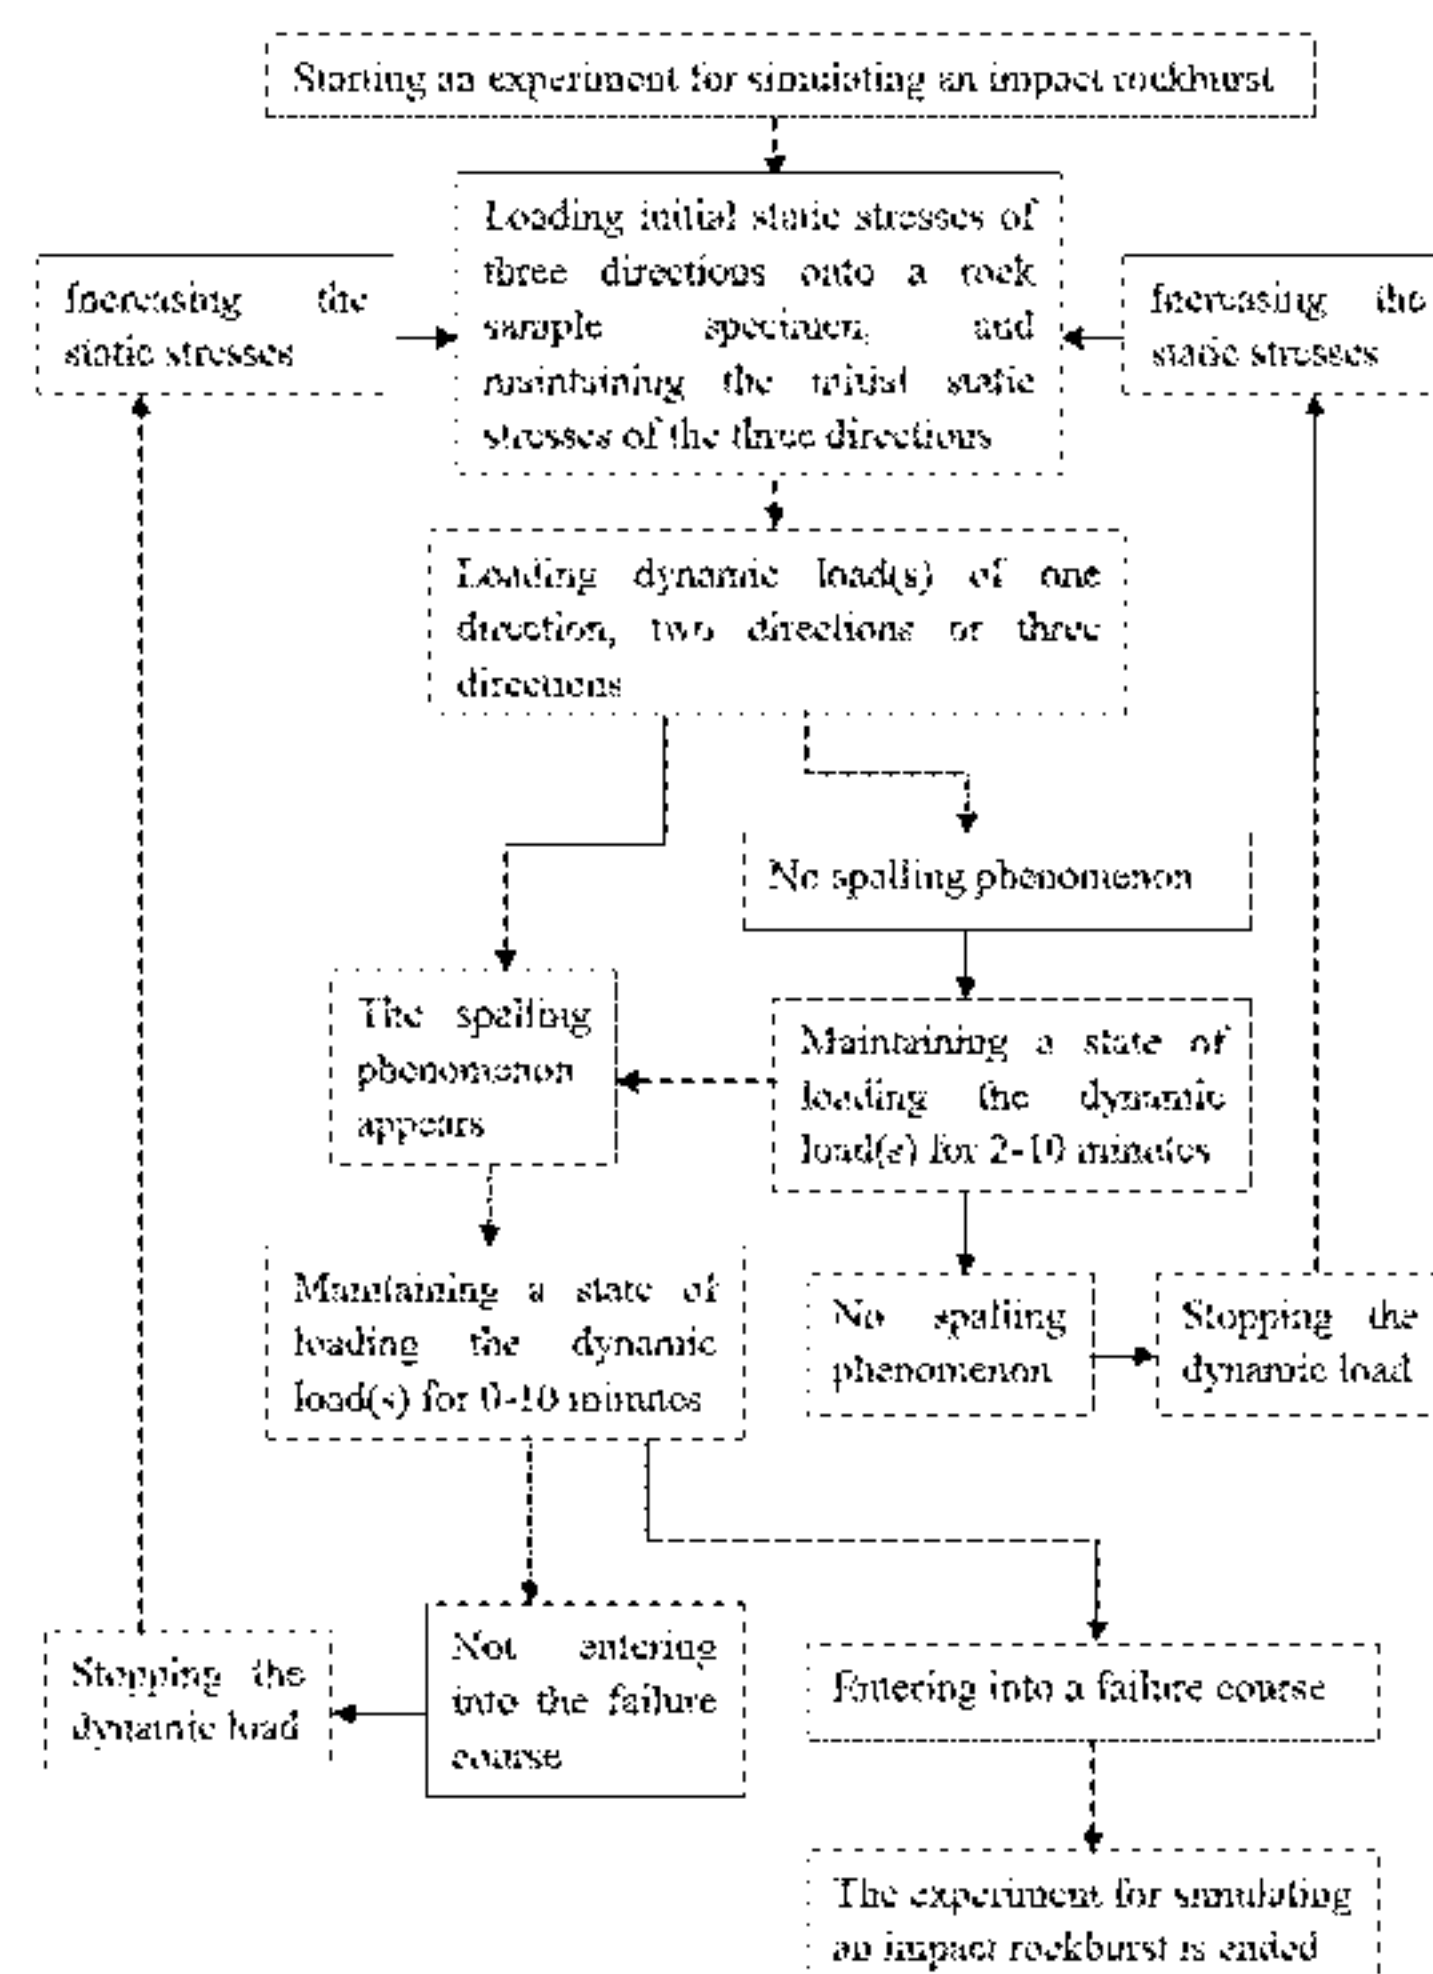 Starting an experiment for simulating an impact rockburst
Loading initial static stresses of
three directions onto a rock
sample specimen, and
maintaining the initial static
stresses of the three directions
Increasing the
static stresses
Increasing the
static stresses
Loading dynamic load(s) of one
direction, two directions or three
directions
No spalling phenomenon
The spalling
phenomenon
appears
Maintaining a state of
loading the dynamic
load(s) for 2-10 minutes
Maintaining a state of
loading the dynamic
load(s) for 0-10 minutes
No spalling
phenomenon
Stopping the
dynamic load
Stopping the
dynamic load
Not entering
into the failure
course
Entering into a failure course
The experiment for simulating
an impact rockburst is ended